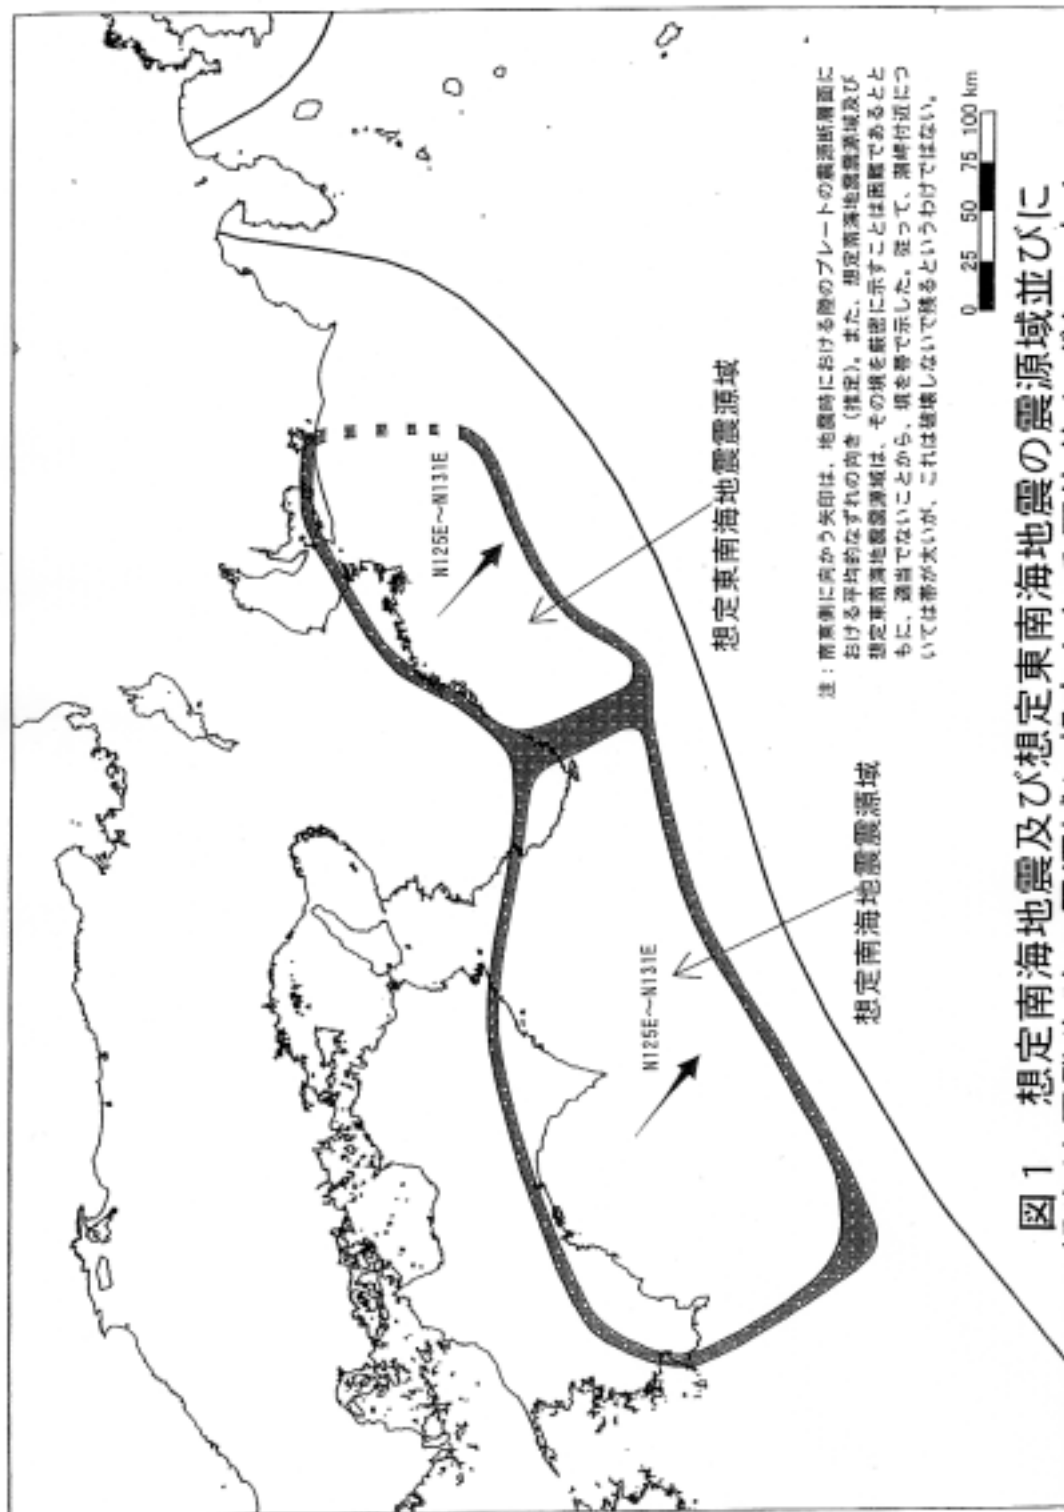 N125E～N131E
想定東南海地震震源域
N125E～N131E
想定南海地震震源域
注：南東側に向かう矢印は、地震時における陸のプレートの震源断層面に
おける平均的なずれの向き（推定）。また、想定南海地震震源域及び
想定東南海地震震源域は、その境を厳密に示すことは困難であるとと
もに、適当でないことから、境を帯で示した。従って、潮岬付近につ
いては帯が太いが、これは破壊しないで残るというわけではない。
0 25 50 75 100 km
図１ 想定南海地震及び想定東南海地震の震源域並びに